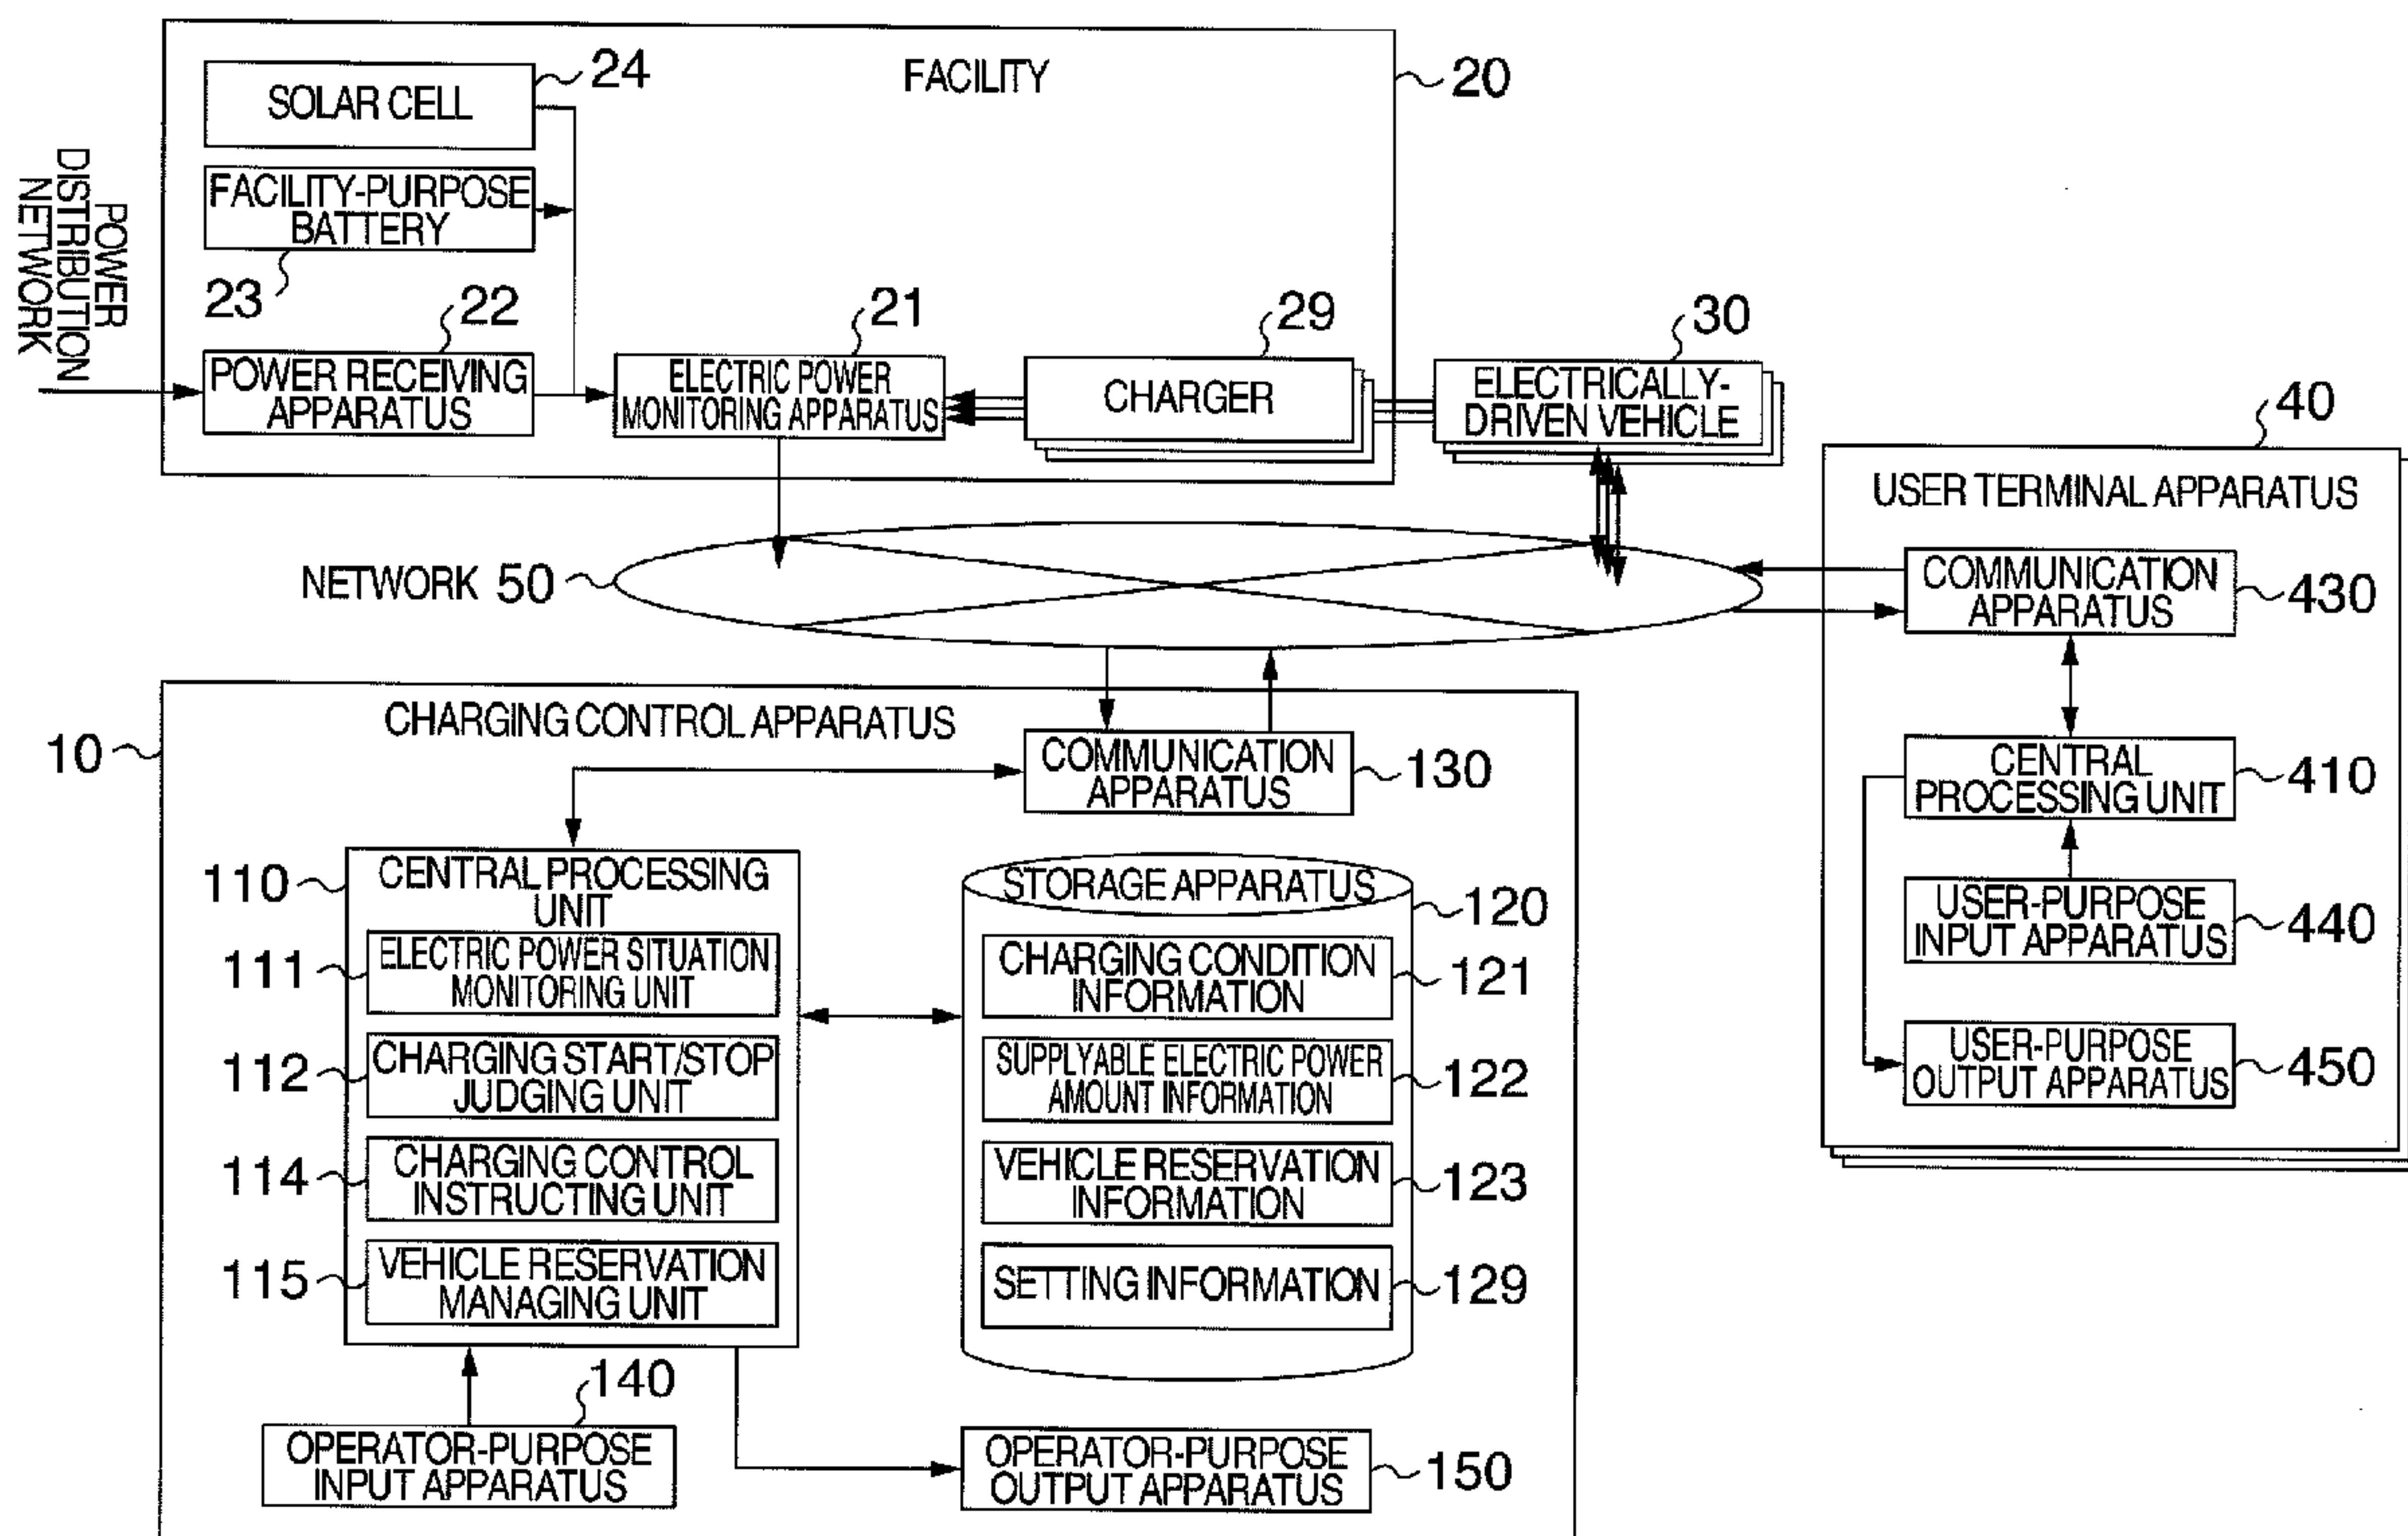 FACILITY
20
SOLAR CELL
24
FACILITY-PURPOSE
BATTERY
23
POWER
DISTRIBUTION
NETWORK
22
POWER RECEIVING
APPARATUS
21
ELECTRIC POWER
MONITORING APPARATUS
29
CHARGER
30
ELECTRICALLY-
DRIVEN VEHICLE
40
USER TERMINAL APPARATUS
COMMUNICATION
APPARATUS
430
CENTRAL
PROCESSING UNIT
410
USER-PURPOSE
INPUT APPARATUS
440
USER-PURPOSE
OUTPUT APPARATUS
450
NETWORK 50
10
CHARGING CONTROL APPARATUS
COMMUNICATION
APPARATUS
130
110
CENTRAL PROCESSING
UNIT
111
ELECTRIC POWER SITUATION
MONITORING UNIT
112
CHARGING START/STOP
JUDGING UNIT
114
CHARGING CONTROL
INSTRUCTING UNIT
115
VEHICLE RESERVATION
MANAGING UNIT
STORAGE APPARATUS
120
CHARGING CONDITION
INFORMATION
121
SUPPLYABLE ELECTRIC POWER
AMOUNT INFORMATION
122
VEHICLE RESERVATION
INFORMATION
123
SETTING INFORMATION
129
140
OPERATOR-PURPOSE
INPUT APPARATUS
OPERATOR-PURPOSE
OUTPUT APPARATUS
150